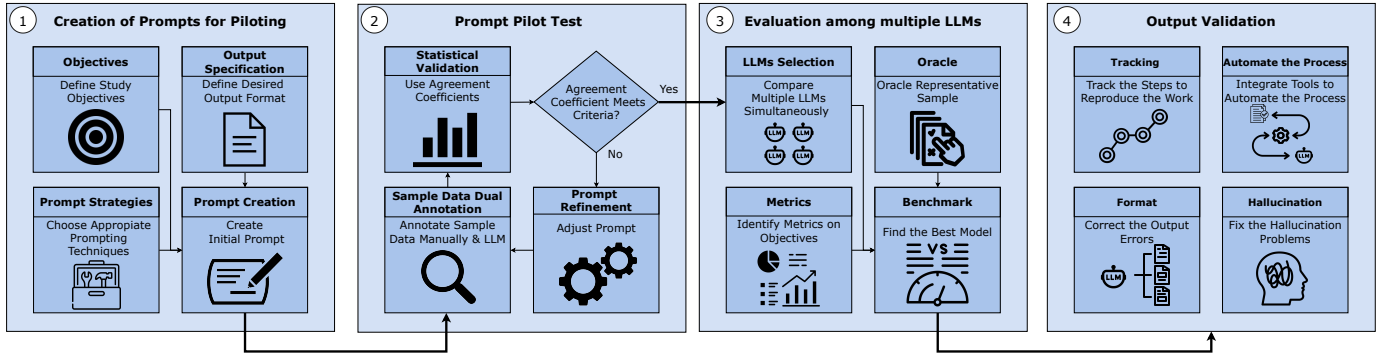 1
Creation of Prompts for Piloting
Objectives
Define Study
Objectives
Output
Specification
Define Desired
Output Format
Prompt Strategies
Choose Appropiate
Prompting
Techniques
Prompt Creation
Create
Initial Prompt
2
Prompt Pilot Test
Statistical
Validation
Use Agreement
Coefficients
Agreement
Coefficient Meets
Criteria?
Yes
No
Sample Data Dual
Annotation
Annotate Sample
Data Manually & LLM
Prompt
Refinement
Adjust Prompt
3
Evaluation among multiple LLMs
LLMs Selection
Compare
Multiple LLMs
Simultaneously
LLM
LLM
LLM
LLM
Oracle
Oracle Representative
Sample
Metrics
Identify Metrics on
Objectives
Benchmark
Find the Best Model
VS
4
Output Validation
Tracking
Track the Steps to
Reproduce the Work
Automate the Process
Integrate Tools to
Automate the Process
LLM
Format
Correct the Output
Errors
LLM
Hallucination
Fix the Hallucination
Problems